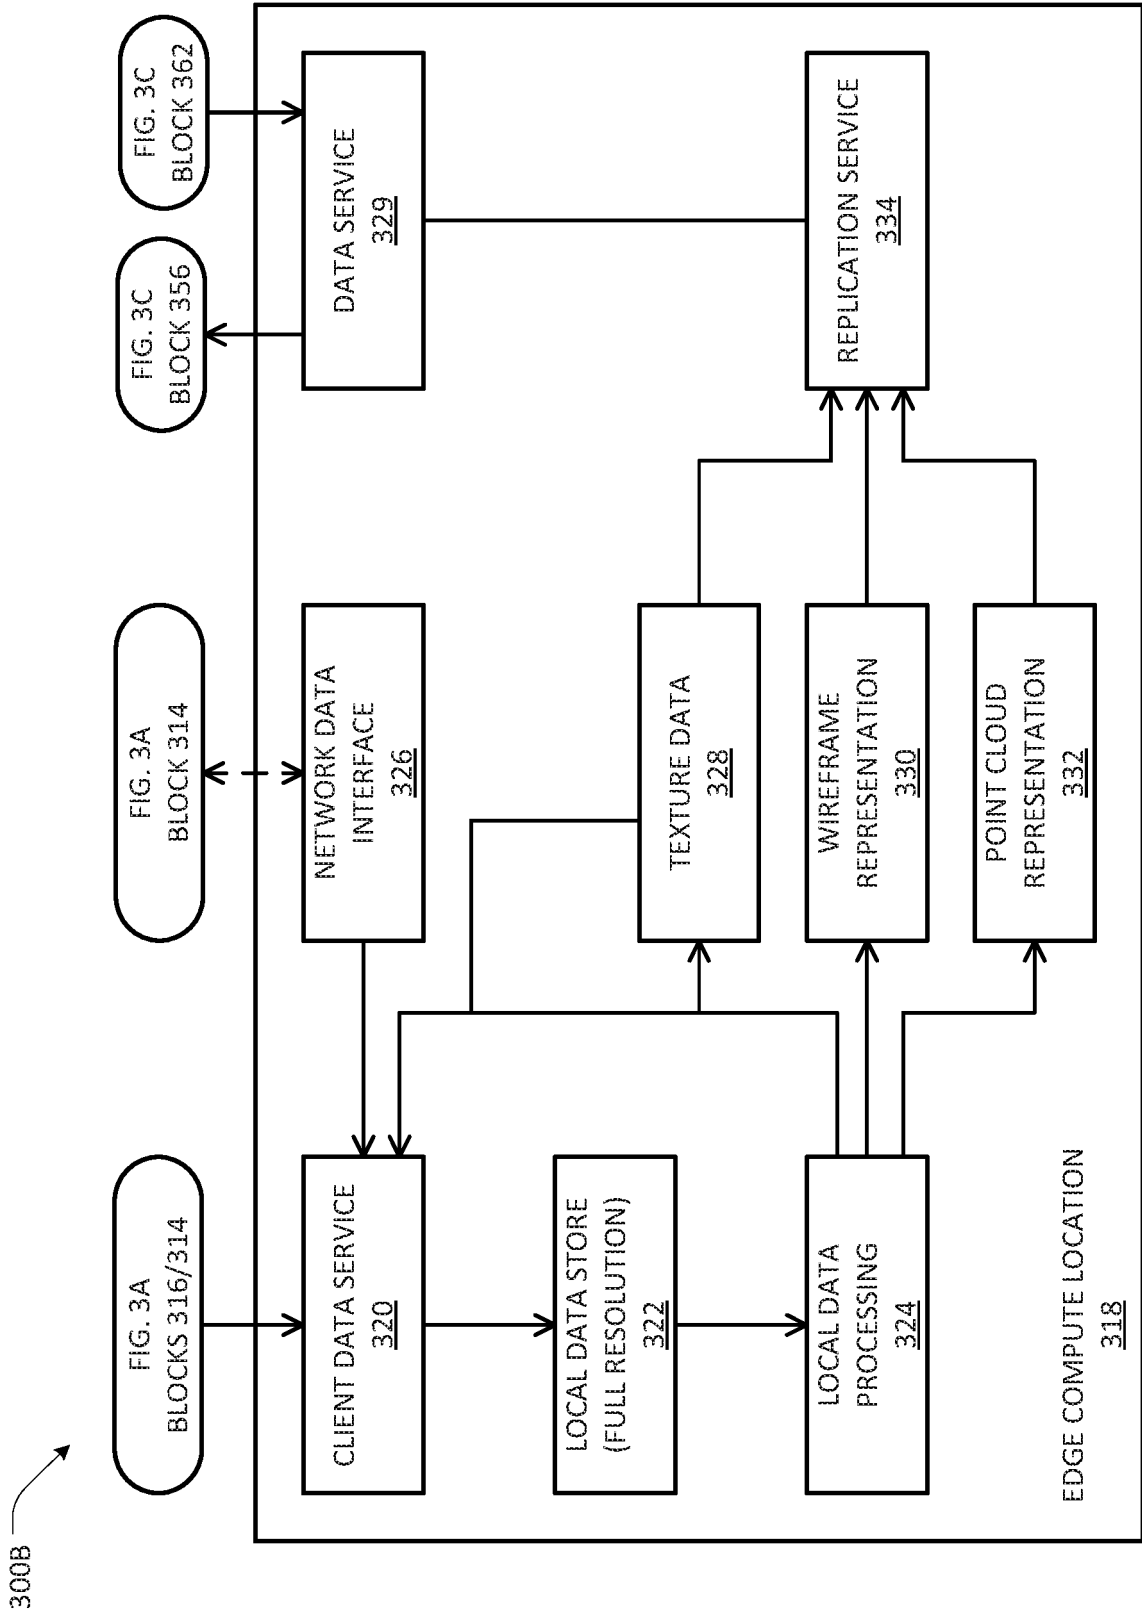 300B
FIG. 3A
BLOCKS 316/314
FIG. 3A
BLOCK 314
FIG. 3C
BLOCK 356
FIG. 3C
BLOCK 362
CLIENT DATA SERVICE
320
NETWORK DATA
INTERFACE
326
DATA SERVICE
329
LOCAL DATA STORE
(FULL RESOLUTION)
322
TEXTURE DATA
328
LOCAL DATA
PROCESSING
324
WIREFRAME
REPRESENTATION
330
REPLICATION SERVICE
334
POINT CLOUD
REPRESENTATION
332
EDGE COMPUTE LOCATION
318